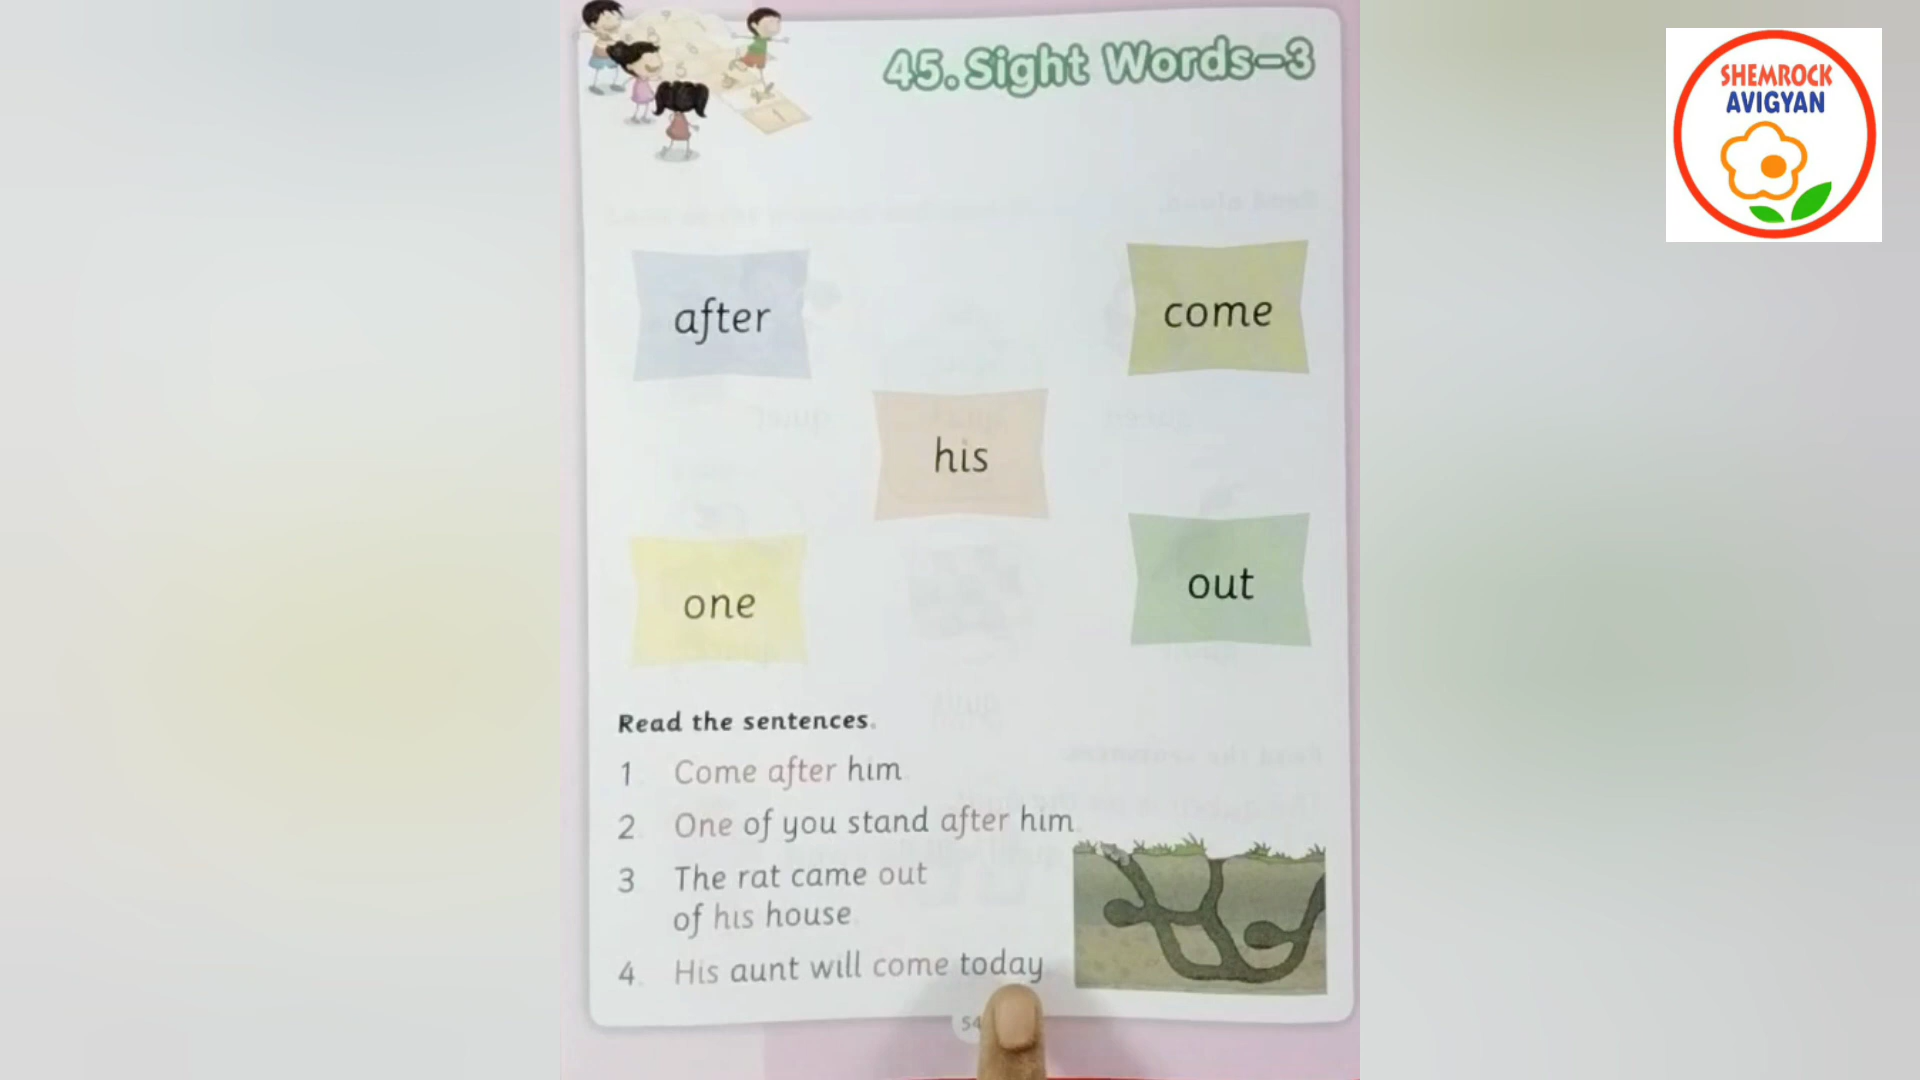 45. Sight Words-3
SHEMROCK
AVIGYAN
after
come
his
one
out
Read the sentences.
1 Come after him
2 One of you stand after him
3 The rat came out
of his house
4. His aunt will come today
54